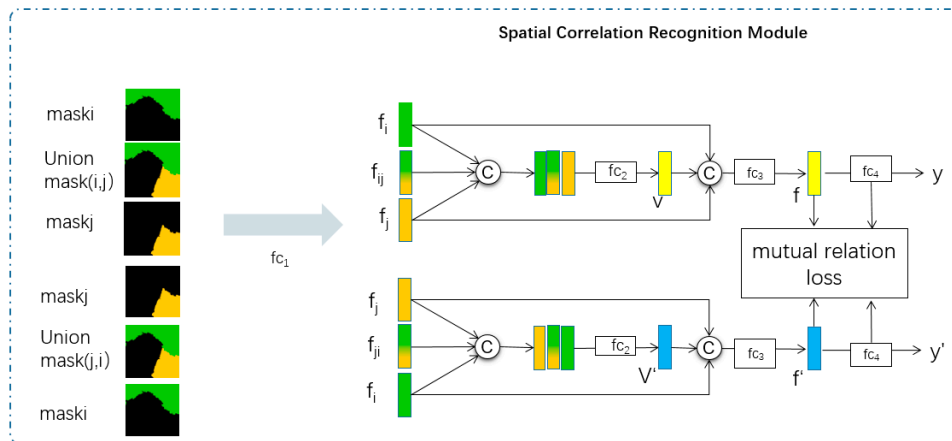 Spatial Correlation Recognition Module
maski
Union
mask(i,j)
maskj
maskj
Union
mask(j,i)
maski
fc₁
fᵢ
fᵢⱼ
fⱼ
C
fc₂
V
C
fc₃
f
fc₄
y
mutual relation
loss
fⱼ
fⱼᵢ
fᵢ
C
fc₂
V‘
C
fc₃
f‘
fc₄
y'